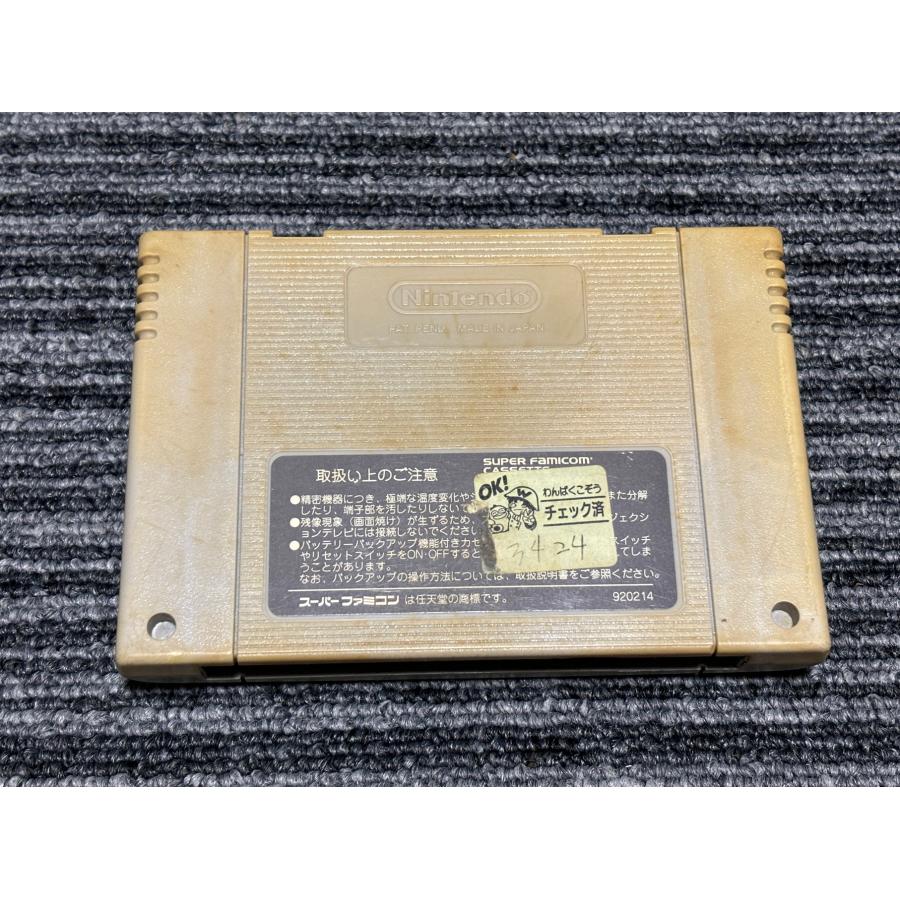 Nintendo
PAT. PEND. MADE IN JAPAN
取扱い上のご注意
SUPER FAMICOM
CASSETTE
●精密機器につき、極端な温度変化や
また分解
したり、端子部を汚したりしないで
●残像現象（画面焼け）が生ずるため、
ジェクシ
ョンテレビには接続しないでください
●バッテリーバックアップ機能付きカセ
スイッチ
やリセットスイッチをON・OFFすると
てしま
うことがあります。
なお、バックアップの操作方法については、取扱説明書をご参照ください。
スーパーファミコン は任天堂の商標です。
920214
OK!
わんぱくこぞう
チェック済
3424